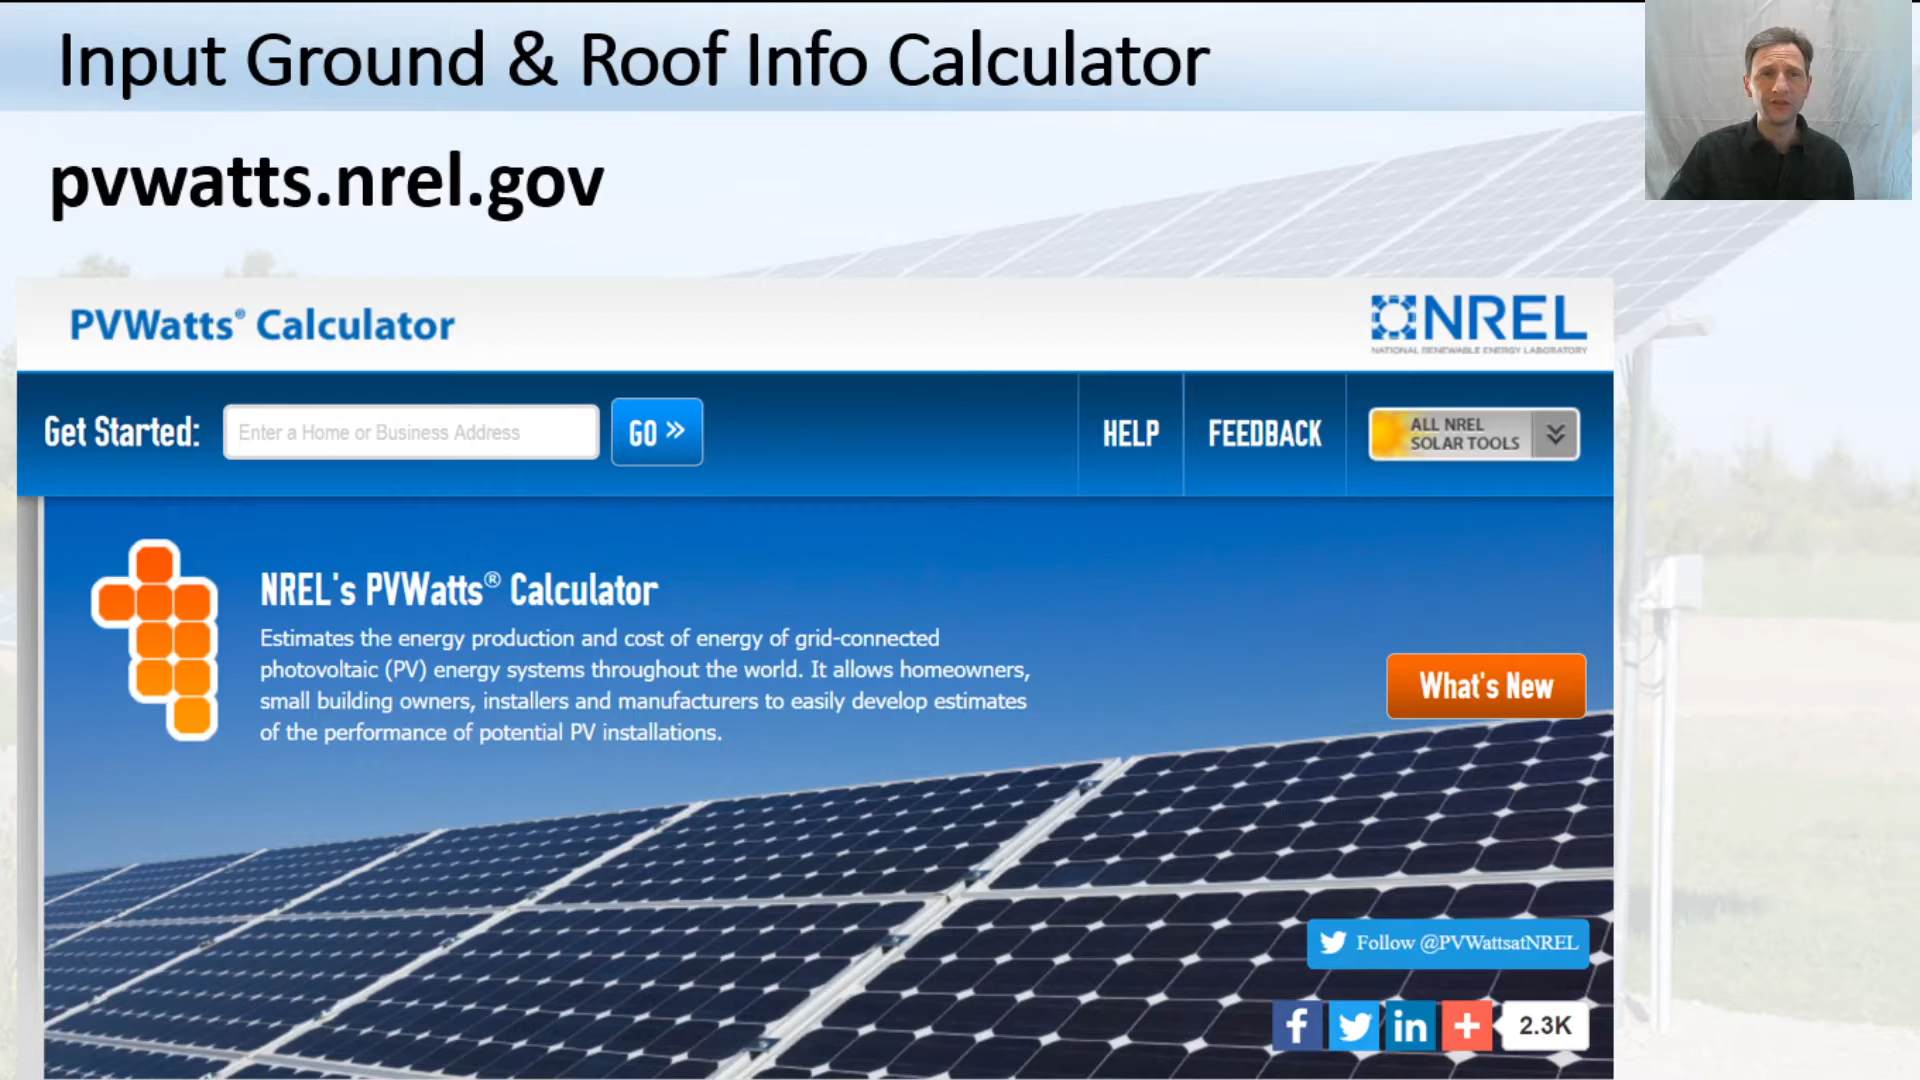 Input Ground & Roof Info Calculator
pvwatts.nrel.gov
PVWatts® Calculator
NREL
NATIONAL RENEWABLE ENERGY LABORATORY
Get Started:
Enter a Home or Business Address
GO »
HELP
FEEDBACK
ALL NREL
SOLAR TOOLS
NREL's PVWatts® Calculator
Estimates the energy production and cost of energy of grid-connected
photovoltaic (PV) energy systems throughout the world. It allows homeowners,
small building owners, installers and manufacturers to easily develop estimates
of the performance of potential PV installations.
What's New
Follow @PVWattsatNREL
2.3K